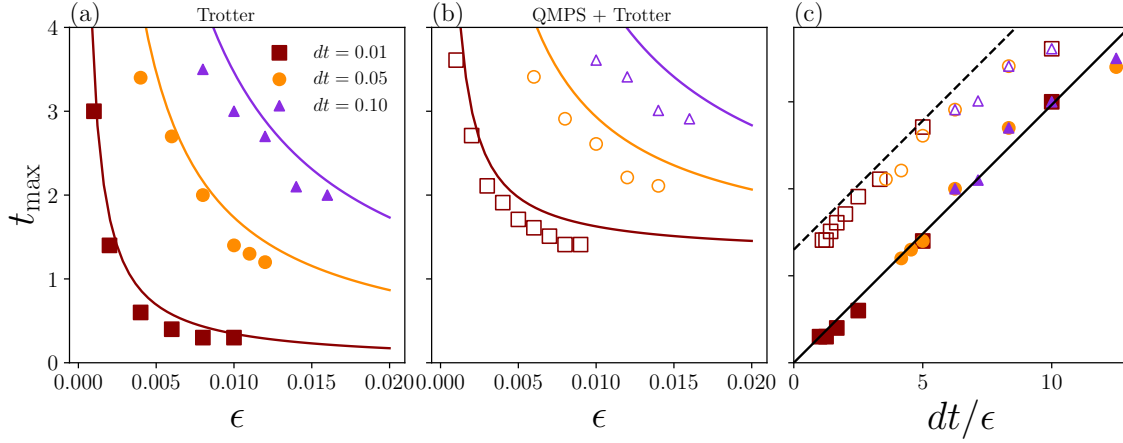 (a) Trotter
t_max
4
3
2
1
0
dt = 0.01
dt = 0.05
dt = 0.10
0.000 0.005 0.010 0.015 0.020
ϵ
(b) QMPS + Trotter
0.000 0.005 0.010 0.015 0.020
ϵ
(c)
0 5 10
dt/ϵ